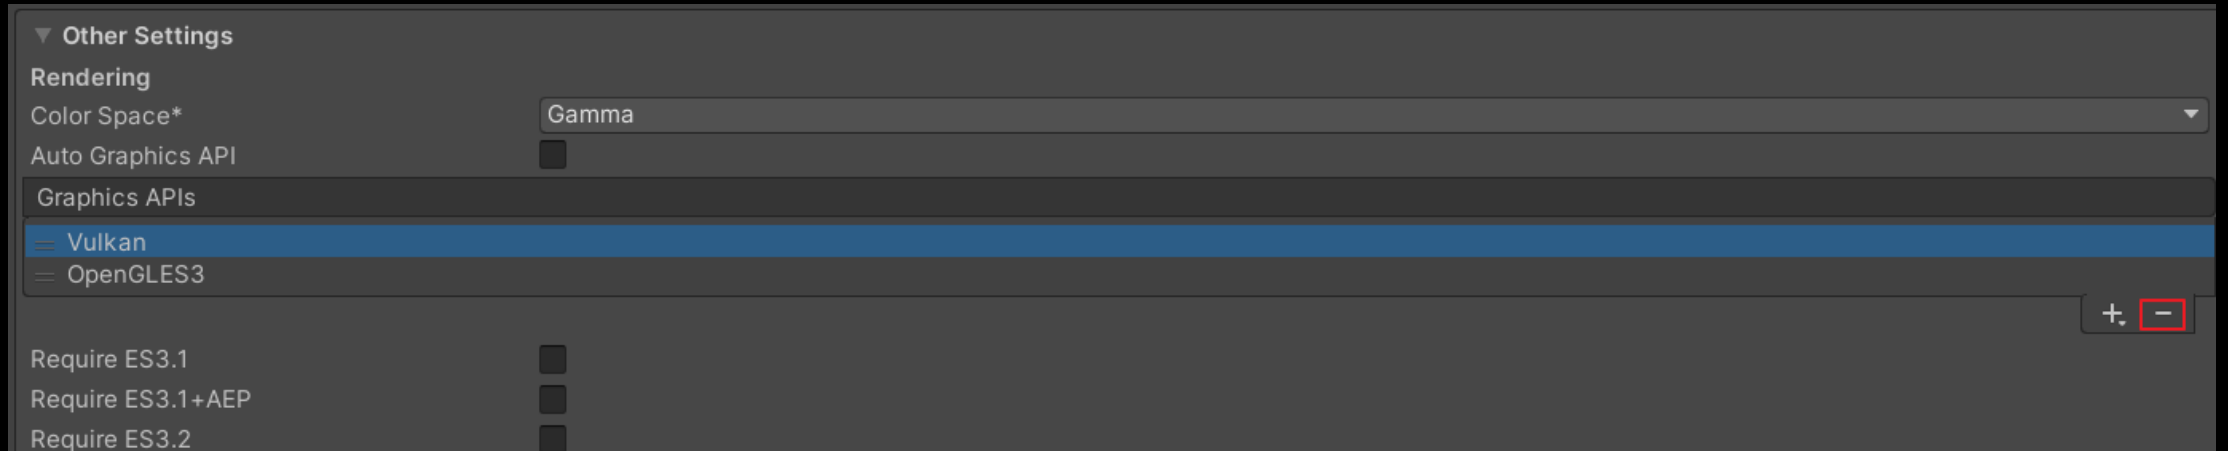 Other Settings
Rendering
Color Space* Gamma
Auto Graphics API
Graphics APIs
Vulkan
OpenGLES3
Require ES3.1
Require ES3.1+AEP
Require ES3.2